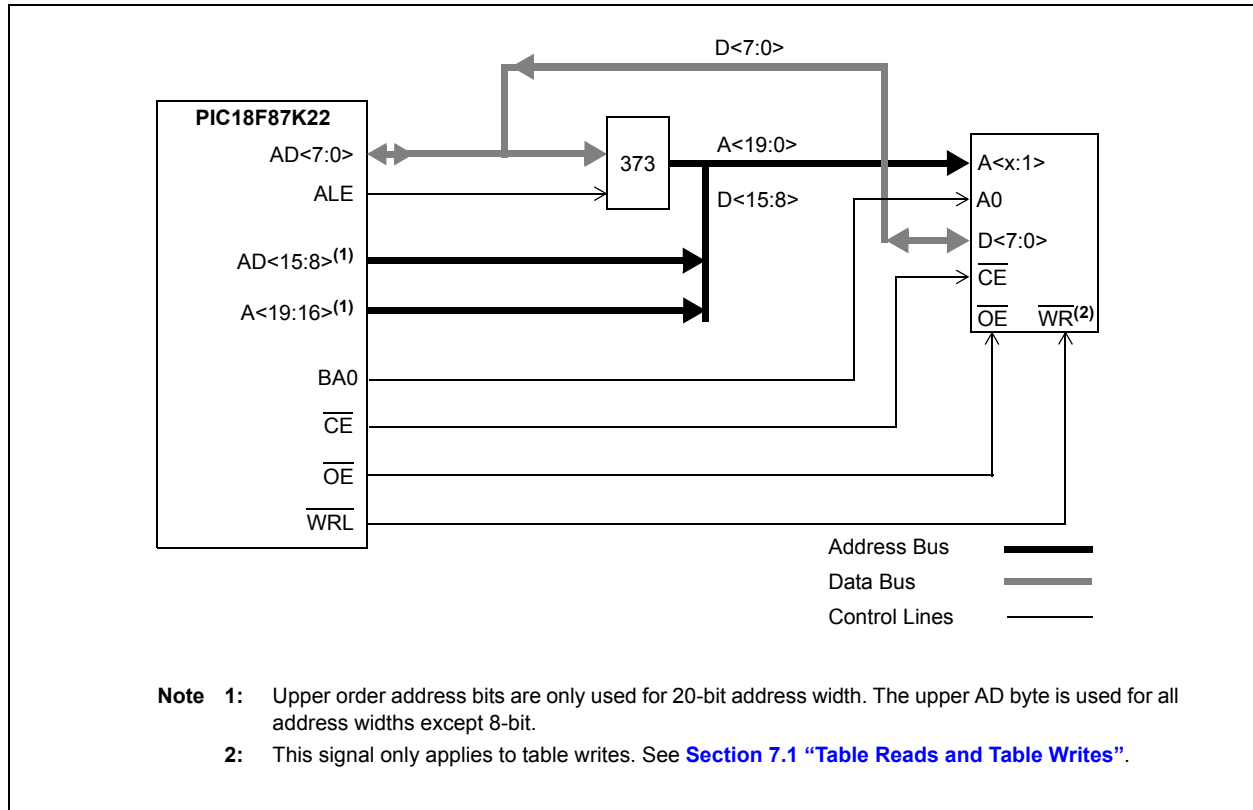 D<7:0>
PIC18F87K22
AD<7:0>
373
A<19:0>
A<x:1>
ALE
D<15:8>
A0
AD<15:8>(1)
D<7:0>
CE
A<19:16>(1)
OE WR(2)
BA0
CE
OE
WRL
Address Bus
Data Bus
Control Lines
Note 1: Upper order address bits are only used for 20-bit address width. The upper AD byte is used for all
address widths except 8-bit.
2: This signal only applies to table writes. See Section 7.1 “Table Reads and Table Writes”.